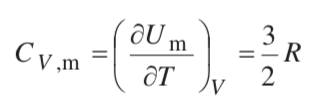 C_{V,m} = (∂U_m/∂T)_V = 3/2 R